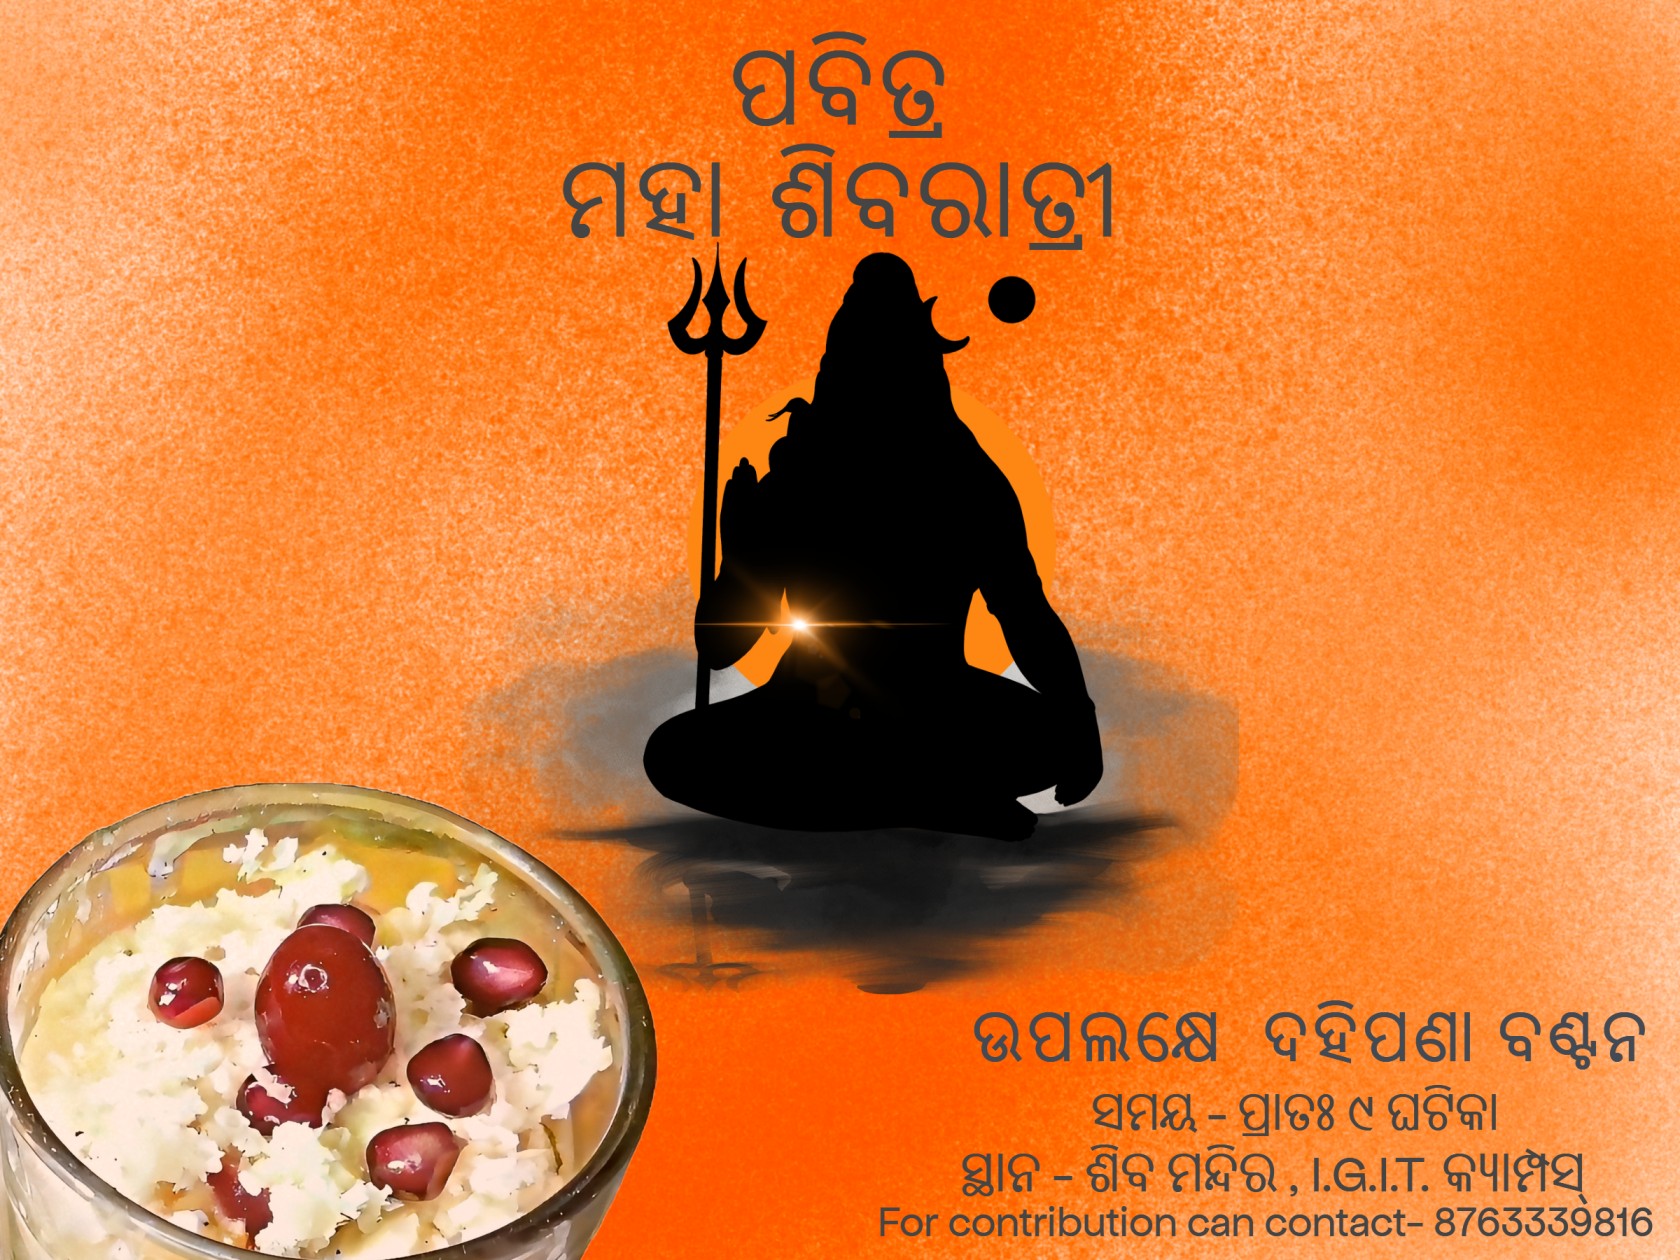 ପବିତ୍ର
ମହା ଶିବରାତ୍ରୀ
ଉପଲକ୍ଷେ ଦହିପଣା ବଣ୍ଟନ
ସମୟ - ପ୍ରାତଃ ୯ ଘଟିକା
ସ୍ଥାନ - ଶିବ ମନ୍ଦିର , I.G.I.T. କ୍ୟାମ୍ପସ୍
For contribution can contact- 8763339816